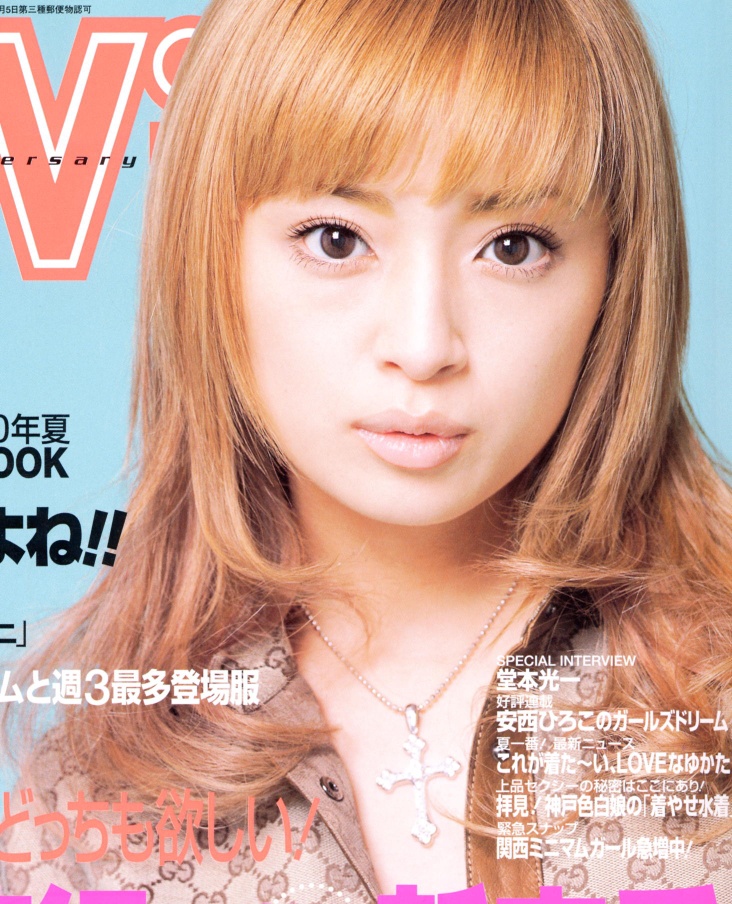 月5日第三種郵便物認可
Vi
ersary
0年夏
OOK
よね!!
ニ」
ムと週3最多登場服
どっちも欲しい!
SPECIAL INTERVIEW
堂本光一
好評連載
安西ひろこのガールズドリーム
夏一番!最新ニュース
これが着た〜い、LOVEなゆかた
上品セクシーの秘密はここにあり!
拝見!神戸色白娘の「着やせ水着」
緊急スナップ
関西ミニマムガール急増中!